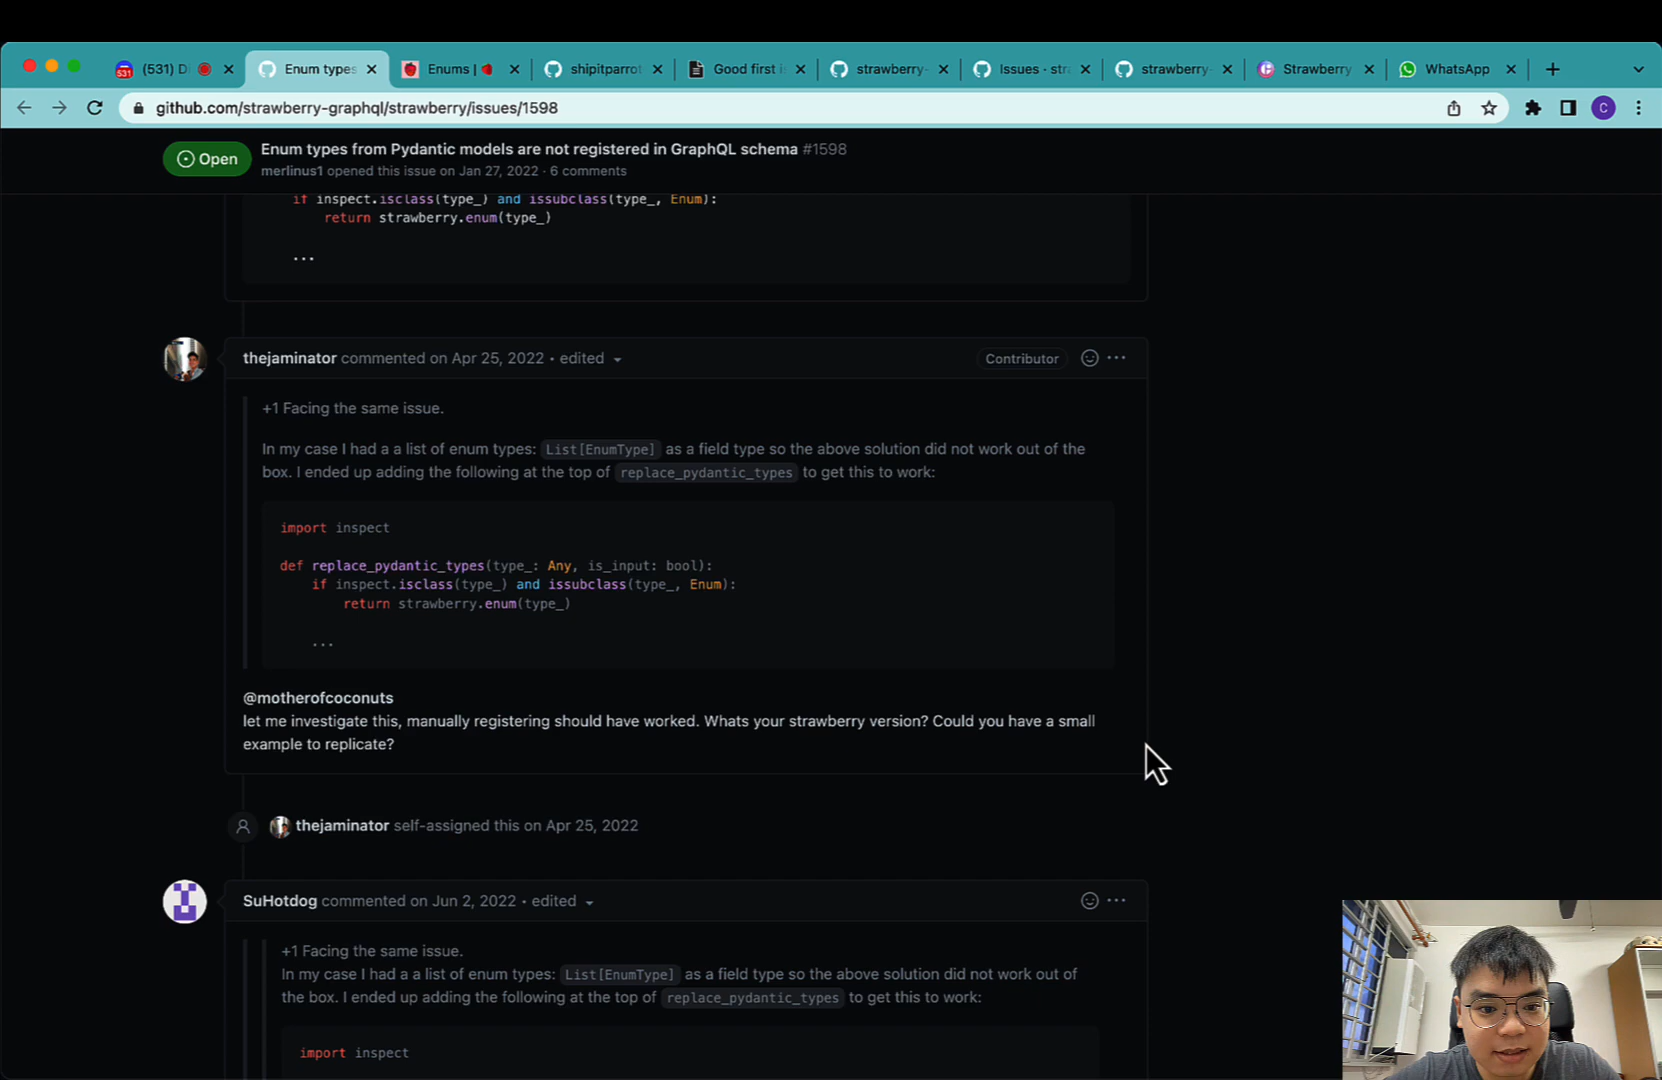 531
(531) D
Enum types
Enums |
shipitparrot
Good first i
strawberry-
Issues · str
strawberry-
Strawberry
WhatsApp
github.com/strawberry-graphql/strawberry/issues/1598
C
Open
Enum types from Pydantic models are not registered in GraphQL schema #1598
merlinus1 opened this issue on Jan 27, 2022 · 6 comments
if inspect.isclass(type_) and issubclass(type_, Enum):
return strawberry.enum(type_)
...
thejaminator commented on Apr 25, 2022 • edited
Contributor
+1 Facing the same issue.
In my case I had a a list of enum types: List[EnumType] as a field type so the above solution did not work out of the
box. I ended up adding the following at the top of replace_pydantic_types to get this to work:
import inspect
def replace_pydantic_types(type_: Any, is_input: bool):
if inspect.isclass(type_) and issubclass(type_, Enum):
return strawberry.enum(type_)
...
@motherofcoconuts
let me investigate this, manually registering should have worked. Whats your strawberry version? Could you have a small
example to replicate?
thejaminator self-assigned this on Apr 25, 2022
SuHotdog commented on Jun 2, 2022 • edited
+1 Facing the same issue.
In my case I had a a list of enum types: List[EnumType] as a field type so the above solution did not work out of
the box. I ended up adding the following at the top of replace_pydantic_types to get this to work:
import inspect